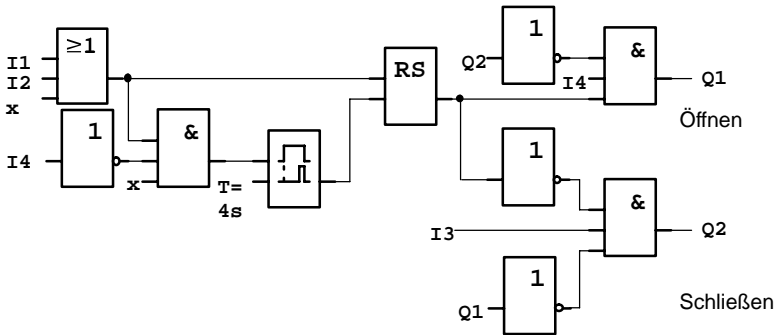 ≥1
I1
I2
x
1
I4
&
x
T=
4s
RS
1
Q2
I4
&
Q1
Öffnen
1
I3
&
Q2
1
Q1
Schließen